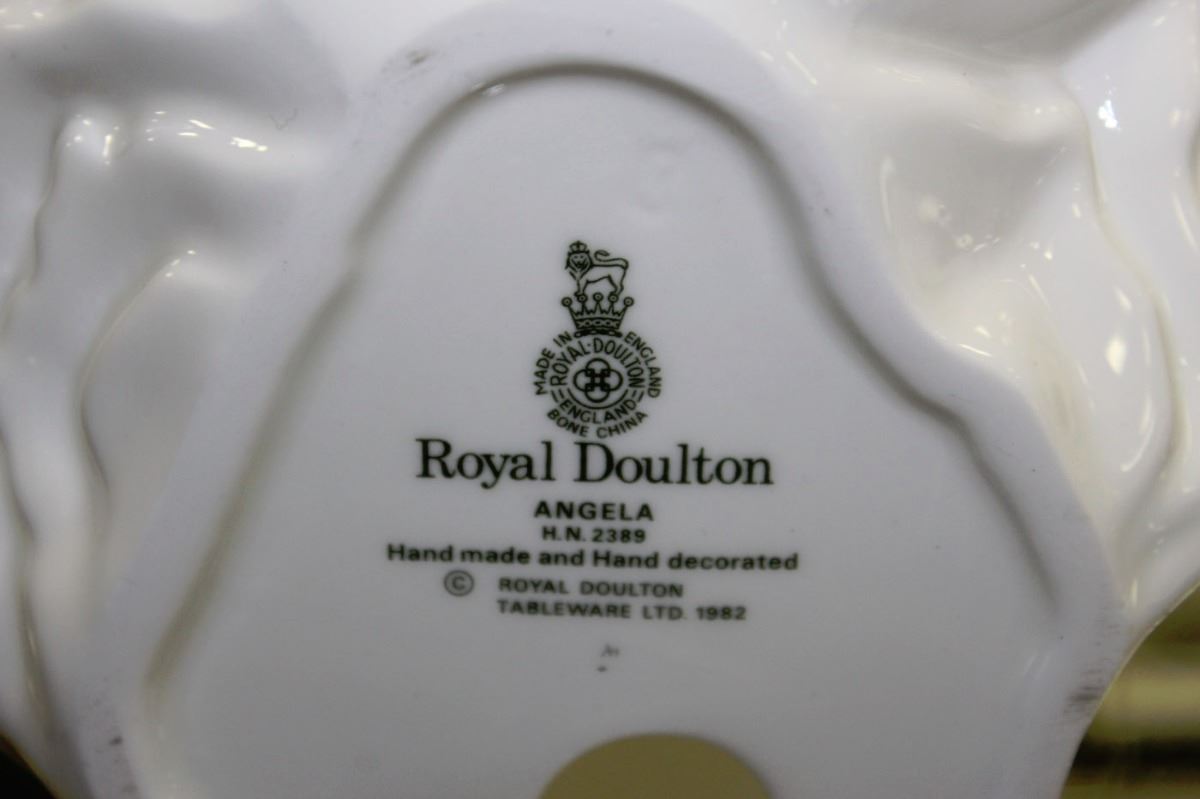 MADE IN ENGLAND
ROYAL·DOULTON
ENGLAND
BONE CHINA
Royal Doulton
ANGELA
H.N. 2389
Hand made and Hand decorated
© ROYAL DOULTON
TABLEWARE LTD. 1982